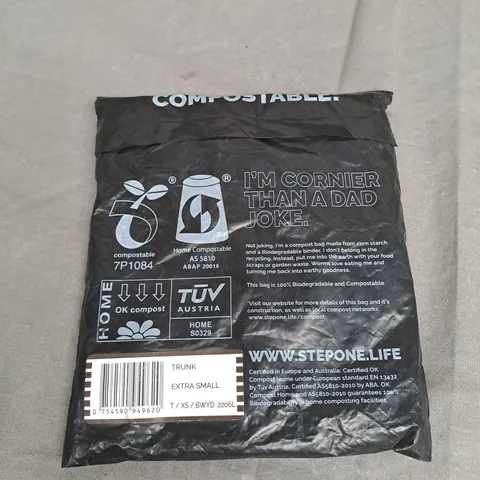 COMPOSTABLE.
I'M CORNIER
THAN A DAD
JOKE.
®
®
compostable
7P1084
Home Compostable
AS 5810
ABAP 20016
Not joking, I'm a compost bag made from corn starch
and a Biodegradable binder. I don't belong in the
recycling. Instead, put me into the earth with your food
scraps or garden waste. Worms love eating me and
turning me back into earthy goodness.
This bag is 100% Biodegradable and Compostable.
Visit our website for more details of this bag and it's
construction, as well as local compost networks:
www.stepone.life/compost
HOME
OK compost
TÜV
AUSTRIA
HOME
S0329
WWW.STEPONE.LIFE
Certified in Europe and Australia: Certified OK
Compost Home under European standard EN 13432
by Tüv Austria. Certified AS5810-2010 by ABA. OK
Compost Home and AS5810-2010 guarantees 100%
Biodegradability in home composting facilities.
TRUNK
EXTRA SMALL
T / XS / BWYD 2206L
0 754590 949620